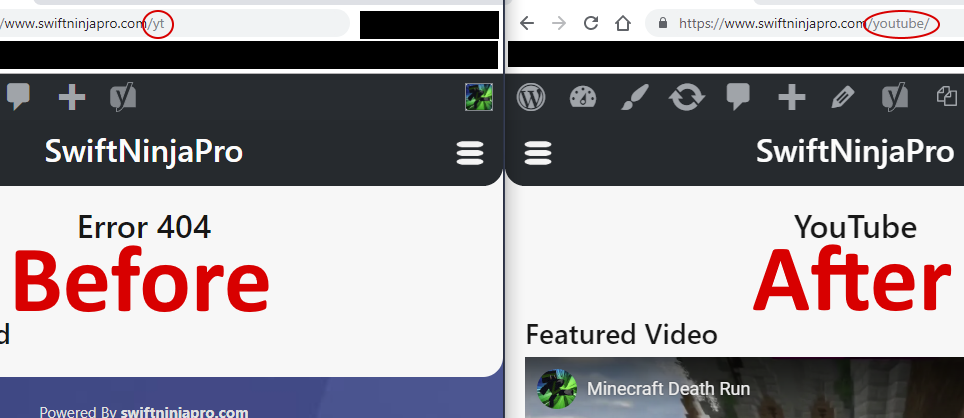 /www.swiftninjapro.com/yt
https://www.swiftninjapro.com/youtube/
SwiftNinjaPro
SwiftNinjaPro
Error 404
YouTube
Before
After
d
Featured Video
Minecraft Death Run
Powered By swiftninjapro.com